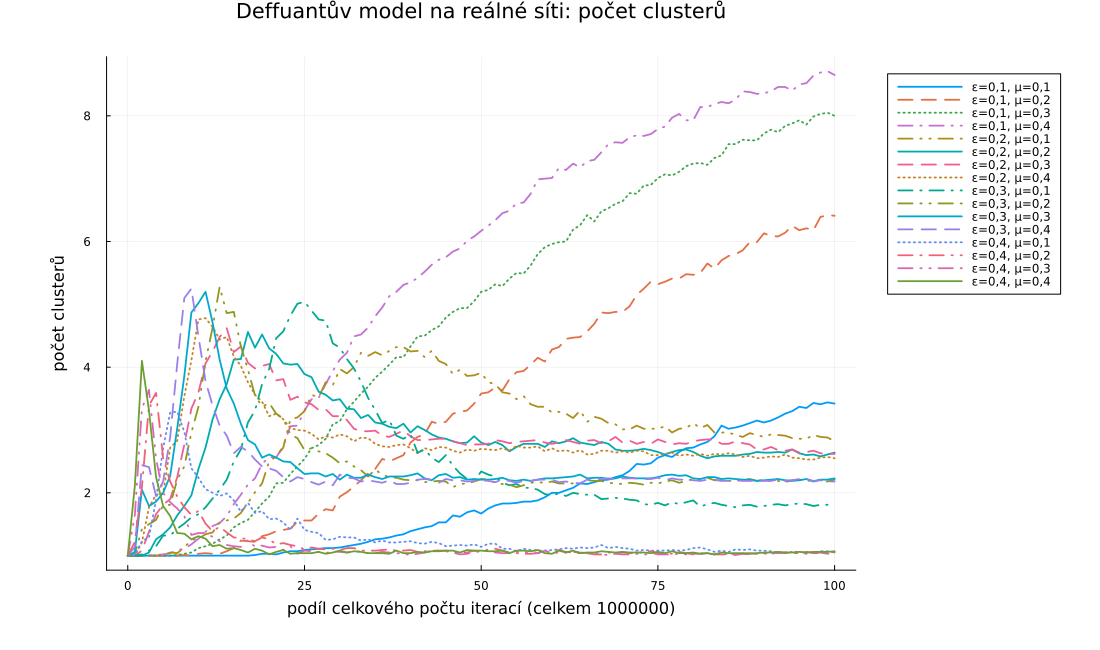 Deffuantův model na reálné síti: počet clusterů
počet clusterů
8
6
4
2
0
25
50
75
100
podíl celkového počtu iterací (celkem 1000000)
ε=0,1, μ=0,1
ε=0,1, μ=0,2
ε=0,1, μ=0,3
ε=0,1, μ=0,4
ε=0,2, μ=0,1
ε=0,2, μ=0,2
ε=0,2, μ=0,3
ε=0,2, μ=0,4
ε=0,3, μ=0,1
ε=0,3, μ=0,2
ε=0,3, μ=0,3
ε=0,3, μ=0,4
ε=0,4, μ=0,1
ε=0,4, μ=0,2
ε=0,4, μ=0,3
ε=0,4, μ=0,4